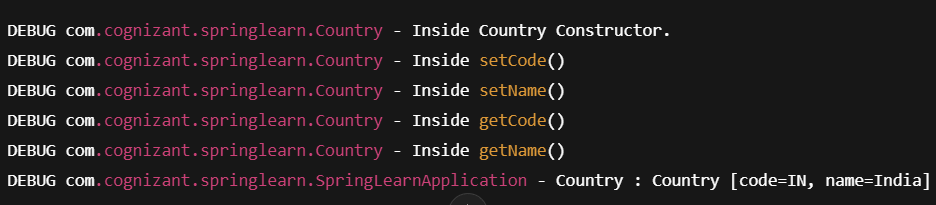 DEBUG com.cognizant.springlearn.Country - Inside Country Constructor.
DEBUG com.cognizant.springlearn.Country - Inside setCode()
DEBUG com.cognizant.springlearn.Country - Inside setName()
DEBUG com.cognizant.springlearn.Country - Inside getCode()
DEBUG com.cognizant.springlearn.Country - Inside getName()
DEBUG com.cognizant.springlearn.SpringLearnApplication - Country : Country [code=IN, name=India]